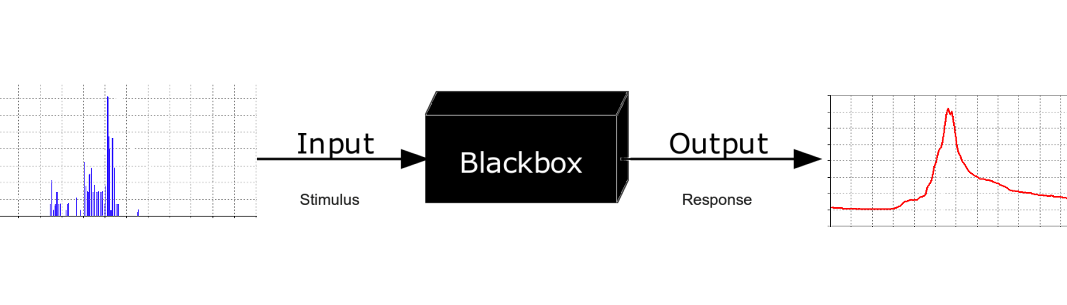 Input
Stimulus
Blackbox
Output
Response